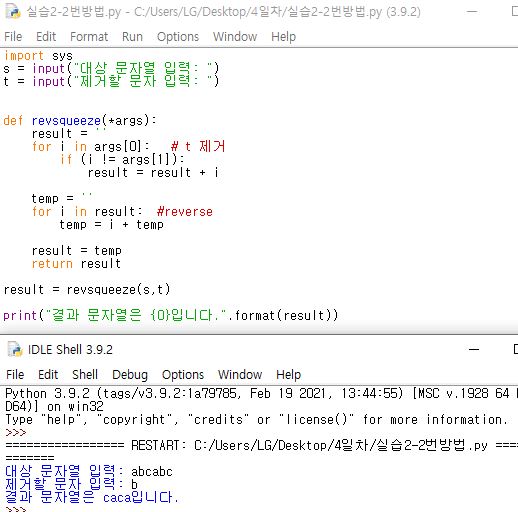 실습2-2번방법.py - C:/Users/LG/Desktop/4일차/실습2-2번방법.py (3.9.2)
File Edit Format Run Options Window Help
import sys
s = input("대상 문자열 입력: ")
t = input("제거할 문자 입력: ")
def revsqueeze(*args):
    result = ''
    for i in args[0]:   # t 제거
        if (i != args[1]):
            result = result + i
    temp = ''
    for i in result:  #reverse
        temp = i + temp
    result = temp
    return result
result = revsqueeze(s,t)
print("결과 문자열은 {0}입니다.".format(result))
IDLE Shell 3.9.2
File Edit Shell Debug Options Window Help
Python 3.9.2 (tags/v3.9.2:1a79785, Feb 19 2021, 13:44:55) [MSC v.1928 64
D64)] on win32
Type "help", "copyright", "credits" or "license()" for more information.
>>>
================= RESTART: C:/Users/LG/Desktop/4일차/실습2-2번방법.py ====
=======
대상 문자열 입력: abcabc
제거할 문자 입력: b
결과 문자열은 caca입니다.
>>>